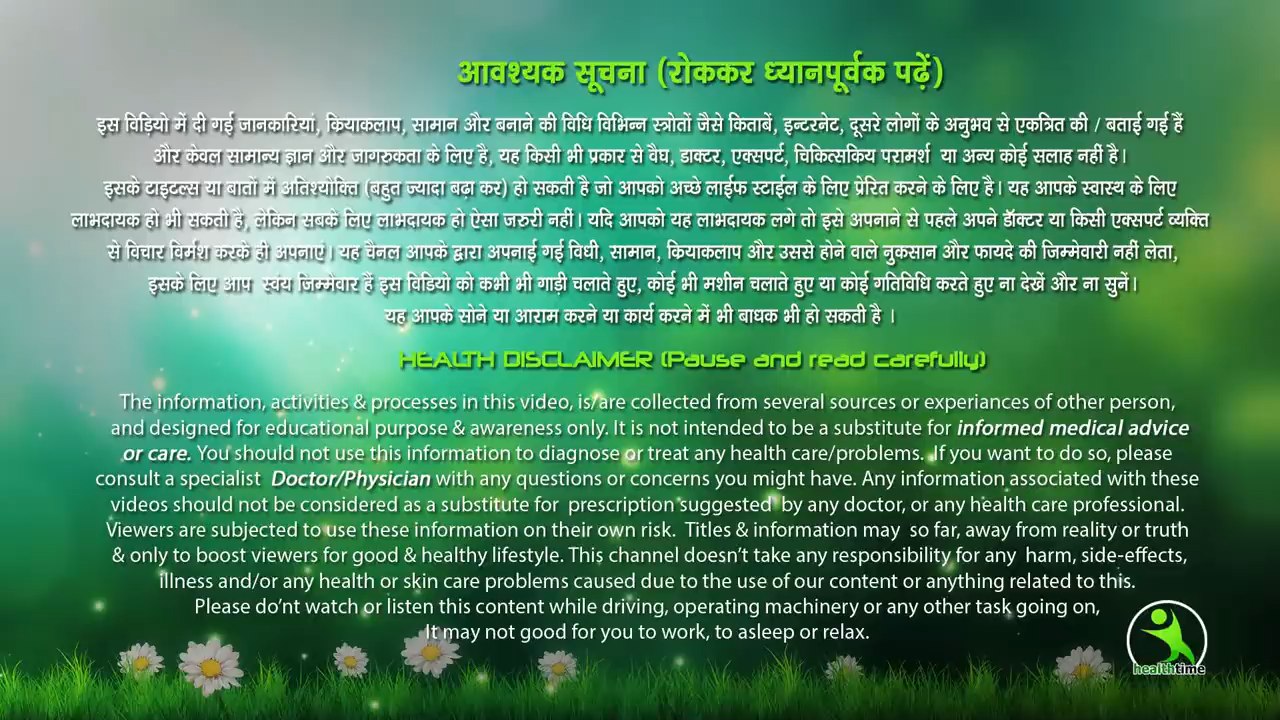 आवश्यक सूचना (रोककर ध्यानपूर्वक पढ़ें)
इस विड़ियो में दी गई जानकारियां, कियाकलाप, सामान और बनाने की विधि विभिन्न स्त्रोतों जैसे किताबें, इन्टरनेट, दूसरे लोगों के अनुभव से एकत्रित की / बताई गई हैं
और केवल सामान्य ज्ञान और जागरुकता के लिए है, यह किसी भी प्रकार से वैघ, डाक्टर, एक्सपर्ट, चिकित्सकिय परामर्श या अन्य कोई सलाह नहीं है।
इसके टाइटल्स या बातों में अतिश्योक्ति (बहुत ज्यादा बढ़ा कर) हो सकती है जो आपको अच्छे लाईफ स्टाईल के लिए प्रेरित करने के लिए है। यह आपके स्वास्थ के लिए
लाभदायक हो भी सकती है, लेकिन सबके लिए लाभदायक हो ऐसा जरुरी नहीं। यदि आपको यह लाभदायक लगे तो इसे अपनाने से पहले अपने डॅाक्टर या किसी एक्सपर्ट व्यक्ति
से विचार विर्मश करके ही अपनाएं। यह चैनल आपके द्वारा अपनाई गई विधी, सामान, कियाकलाप और उससे होने वाले नुकसान और फायदे की जिम्मेवारी नहीं लेता,
इसके लिए आप स्वंय जिम्मेवार हैं इस विडियो को कभी भी गाड़ी चलाते हुए, कोई भी मशीन चलाते हुए या कोई गतिविधि करते हुए ना देखें और ना सुनें।
यह आपके सोने या आराम करने या कार्य करने में भी बाधक भी हो सकती है ।
HEALTH DISCLAIMER (Pause and read carefully)
The information, activities & processes in this video, is/are collected from several sources or experiances of other person,
and designed for educational purpose & awareness only. It is not intended to be a substitute for informed medical advice
or care. You should not use this information to diagnose or treat any health care/problems. If you want to do so, please
consult a specialist Doctor/Physician with any questions or concerns you might have. Any information associated with these
videos should not be considered as a substitute for prescription suggested by any doctor, or any health care professional.
Viewers are subjected to use these information on their own risk. Titles & information may so far, away from reality or truth
& only to boost viewers for good & healthy lifestyle. This channel doesn't take any responsibility for any harm, side-effects,
illness and/or any health or skin care problems caused due to the use of our content or anything related to this.
Please do'nt watch or listen this content while driving, operating machinery or any other task going on,
It may not good for you to work, to asleep or relax.
healthtime